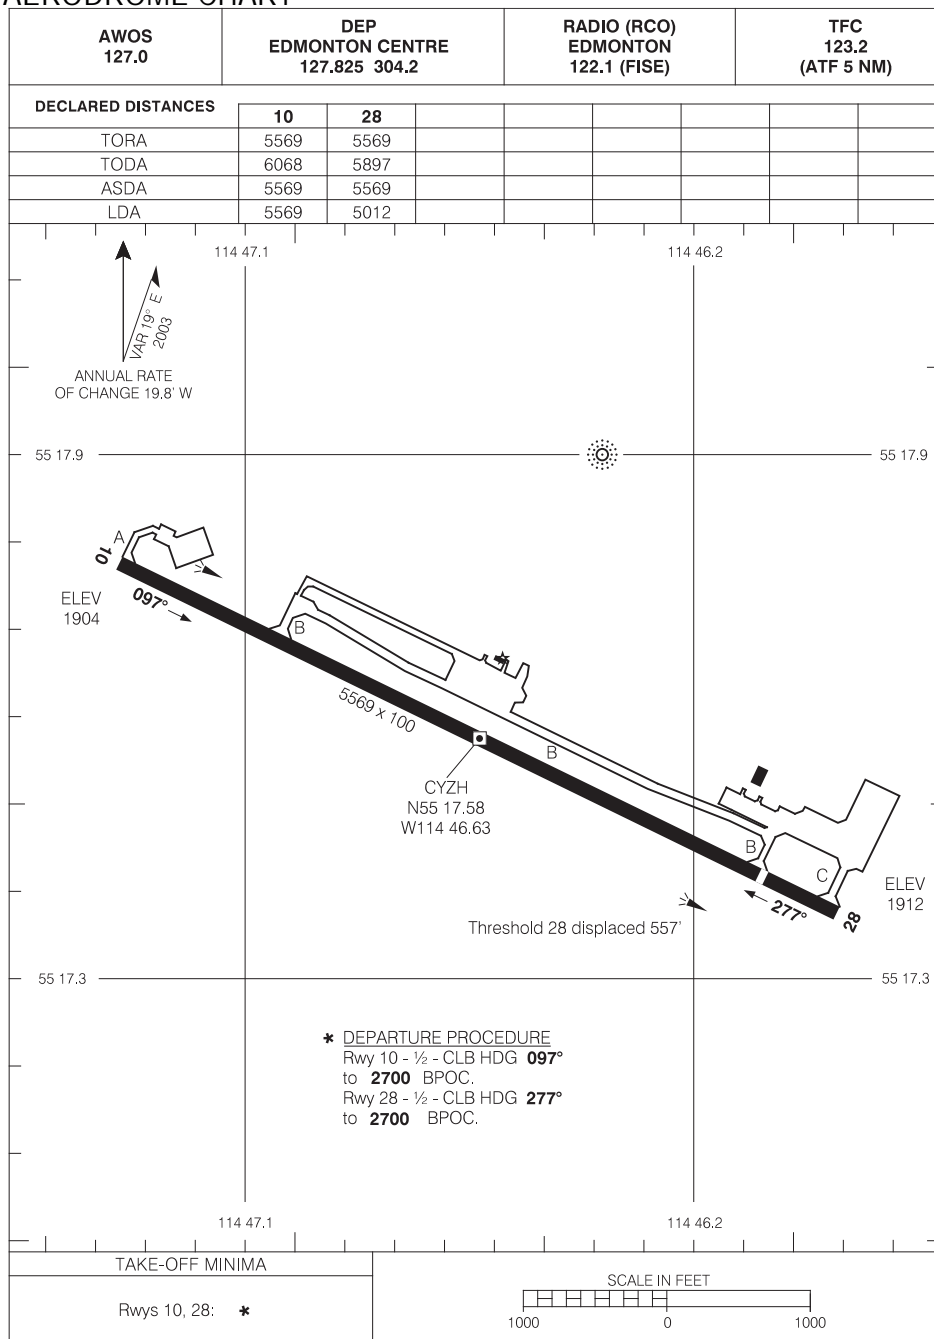 AERODROME CHART
AWOS
127.0
DEP
EDMONTON CENTRE
127.825 304.2
RADIO (RCO)
EDMONTON
122.1 (FISE)
TFC
123.2
(ATF 5 NM)
DECLARED DISTANCES
10 28
TORA 5569 5569
TODA 6068 5897
ASDA 5569 5569
LDA 5569 5012
114 47.1 114 46.2
VAR 19° E
2003
ANNUAL RATE
OF CHANGE 19.8' W
55 17.9 55 17.9
A
10
ELEV
1904
097°
B
5569 x 100
B
CYZH
N55 17.58
W114 46.63
B
C
ELEV
1912
277°
28
Threshold 28 displaced 557'
55 17.3 55 17.3
* DEPARTURE PROCEDURE
Rwy 10 - ½ - CLB HDG 097°
to 2700 BPOC.
Rwy 28 - ½ - CLB HDG 277°
to 2700 BPOC.
114 47.1 114 46.2
TAKE-OFF MINIMA
Rwys 10, 28: *
SCALE IN FEET
1000 0 1000